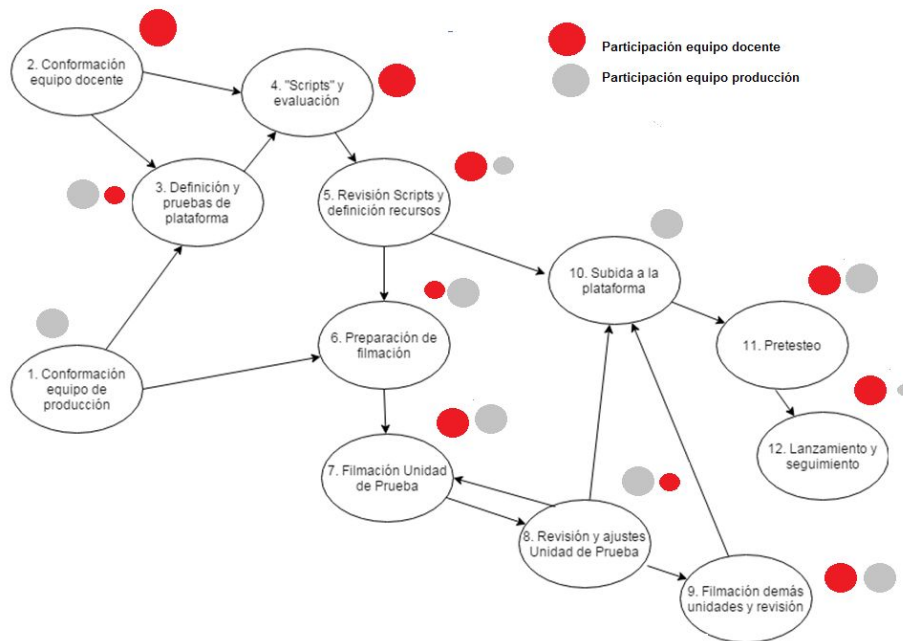 2. Conformación
equipo docente
4. "Scripts" y
evaluación
Participación equipo docente
Participación equipo producción
3. Definición y
pruebas de
plataforma
5. Revisión Scripts y
definición recursos
10. Subida a la
plataforma
6. Preparación de
filmación
11. Pretesteo
1. Conformación
equipo de
producción
12. Lanzamiento y
seguimiento
7. Filmación Unidad
de Prueba
8. Revisión y ajustes
Unidad de Prueba
9. Filmación demás
unidades y revisión